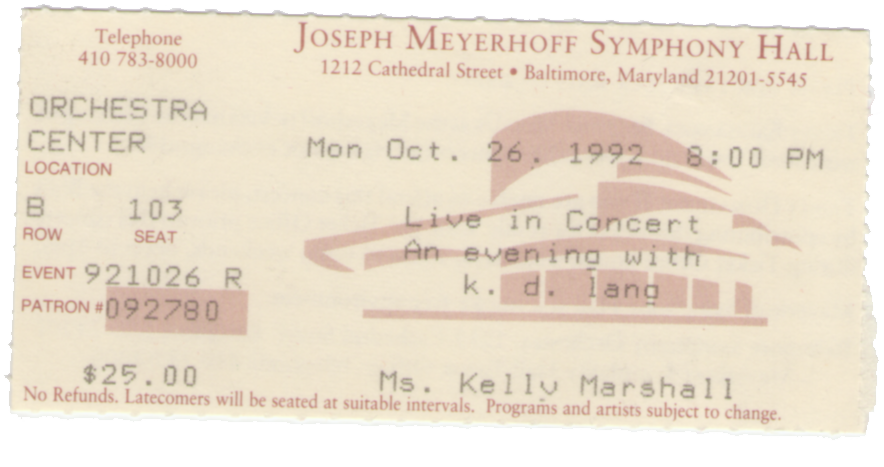 Telephone
410 783-8000
JOSEPH MEYERHOFF SYMPHONY HALL
1212 Cathedral Street • Baltimore, Maryland 21201-5545
ORCHESTRA
CENTER
LOCATION
Mon Oct. 26, 1992 8:00 PM
B 103
ROW SEAT
Live in Concert
An evening with
k. d. lang
EVENT 921026 R
PATRON # 092780
$25.00
Ms. Kelly Marshall
No Refunds. Latecomers will be seated at suitable intervals. Programs and artists subject to change.